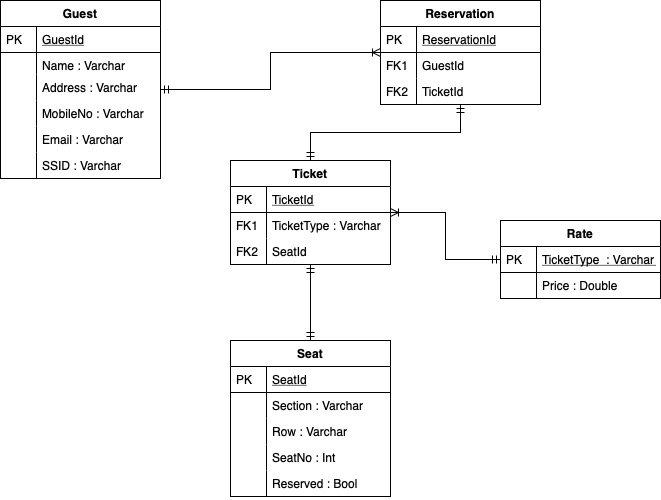 Guest
PK GuestId
Name : Varchar
Address : Varchar
MobileNo : Varchar
Email : Varchar
SSID : Varchar
Reservation
PK ReservationId
FK1 GuestId
FK2 TicketId
Ticket
PK TicketId
FK1 TicketType : Varchar
FK2 SeatId
Rate
PK TicketType : Varchar
Price : Double
Seat
PK SeatId
Section : Varchar
Row : Varchar
SeatNo : Int
Reserved : Bool